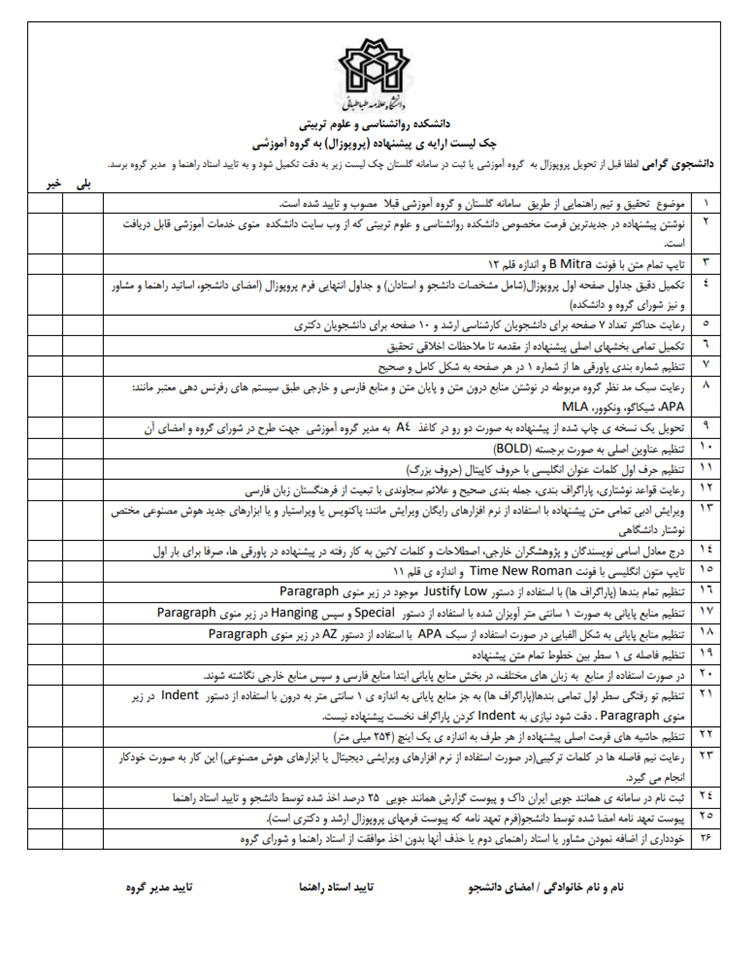 دانشگاه علامه طباطبائی
دانشکده روانشناسی و علوم تربیتی
چک لیست ارایه ی پیشنهاده (پروپوزال) به گروه آموزشی
دانشجوی گرامی لطفا قبل از تحویل پروپوزال به گروه آموزشی یا ثبت در سامانه گلستان چک لیست زیر به دقت تکمیل شود و به تایید استاد راهنما و مدیر گروه برسد.
بلی خیر
۱ موضوع تحقیق و تیم راهنمایی از طریق سامانه گلستان و گروه آموزشی قبلا مصوب و تایید شده است.
۲ نوشتن پیشنهاده در جدیدترین فرمت مخصوص دانشکده روانشناسی و علوم تربیتی که از وب سایت دانشکده منوی خدمات آموزشی قابل دریافت
است.
۳ تایپ تمام متن با فونت B Mitra و اندازه قلم ۱۲
٤ تکمیل دقیق جداول صفحه اول پروپوزال(شامل مشخصات دانشجو و استادان) و جداول انتهایی فرم پروپوزال (امضای دانشجو، اساتید راهنما و مشاور
و نیز شورای گروه و دانشکده)
٥ رعایت حداکثر تعداد ۷ صفحه برای دانشجویان کارشناسی ارشد و ۱۰ صفحه برای دانشجویان دکتری
٦ تکمیل تمامی بخشهای اصلی پیشنهاده از مقدمه تا ملاحظات اخلاقی تحقیق
۷ تنظیم شماره بندی پاورقی ها از شماره ۱ در هر صفحه به شکل کامل و صحیح
۸ رعایت سبک مد نظر گروه مربوطه در نوشتن منابع درون متن و پایان متن و منابع فارسی و خارجی طبق سیستم های رفرنس دهی معتبر مانند:
APA، شیکاگو، ونکوور، MLA
۹ تحویل یک نسخه ی چاپ شده از پیشنهاده به صورت دو رو در کاغذ A٤ به مدیر گروه آموزشی جهت طرح در شورای گروه و امضای آن
۱۰ تنظیم عناوین اصلی به صورت برجسته (BOLD)
۱۱ تنظیم حرف اول کلمات عنوان انگلیسی با حروف کاپیتال (حروف بزرگ)
۱۲ رعایت قواعد نوشتاری، پاراگراف بندی، جمله بندی صحیح و علائم سجاوندی با تبعیت از فرهنگستان زبان فارسی
۱۳ ویرایش ادبی تمامی متن پیشنهاده با استفاده از نرم افزارهای رایگان ویرایش مانند: پاکنویس یا ویراستیار و یا ابزارهای جدید هوش مصنوعی مختص
نوشتار دانشگاهی
۱٤ درج معادل اسامی نویسندگان و پژوهشگران خارجی، اصطلاحات و کلمات لاتین به کار رفته در پیشنهاده در پاورقی ها، صرفا برای بار اول
۱٥ تایپ متون انگلیسی با فونت Time New Roman و اندازه ی قلم ۱۱
۱٦ تنظیم تمام بندها (پاراگراف ها) با استفاده از دستور Justify Low موجود در زیر منوی Paragraph
۱۷ تنظیم منابع پایانی به صورت ۱ سانتی متر آویزان شده با استفاده از دستور Special و سپس Hanging در زیر منوی Paragraph
۱۸ تنظیم منابع پایانی به شکل الفبایی در صورت استفاده از سبک APA با استفاده از دستور AZ در زیر منوی Paragraph
۱۹ تنظیم فاصله ی ۱ سطر بین خطوط تمام متن پیشنهاده
۲۰ در صورت استفاده از منابع به زبان های مختلف، در بخش منابع پایانی ابتدا منابع فارسی و سپس منابع خارجی نگاشته شوند.
۲۱ تنظیم تو رفتگی سطر اول تمامی بندها(پاراگراف ها) به جز منابع پایانی به اندازه ی ۱ سانتی متر به درون با استفاده از دستور Indent در زیر
منوی Paragraph . دقت شود نیازی به Indent کردن پاراگراف نخست پیشنهاده نیست.
۲۲ تنظیم حاشیه های فرمت اصلی پیشنهاده از هر طرف به اندازه ی یک اینچ (۲۵۴ میلی متر)
۲۳ رعایت نیم فاصله ها در کلمات ترکیبی(در صورت استفاده از نرم افزارهای ویرایشی دیجیتال یا ابزارهای هوش مصنوعی) این کار به صورت خودکار
انجام می گیرد.
۲٤ ثبت نام در سامانه ی همانند جویی ایران داک و پیوست گزارش همانند جویی ۲۵ درصد اخذ شده توسط دانشجو و تایید استاد راهنما
۲٥ پیوست تعهد نامه امضا شده توسط دانشجو(فرم تعهد نامه که پیوست فرمهای پروپوزال ارشد و دکتری است).
۲٦ خودداری از اضافه نمودن مشاور یا استاد راهنمای دوم یا حذف آنها بدون اخذ موافقت از استاد راهنما و شورای گروه
نام و نام خانوادگی / امضای دانشجو تایید استاد راهنما تایید مدیر گروه